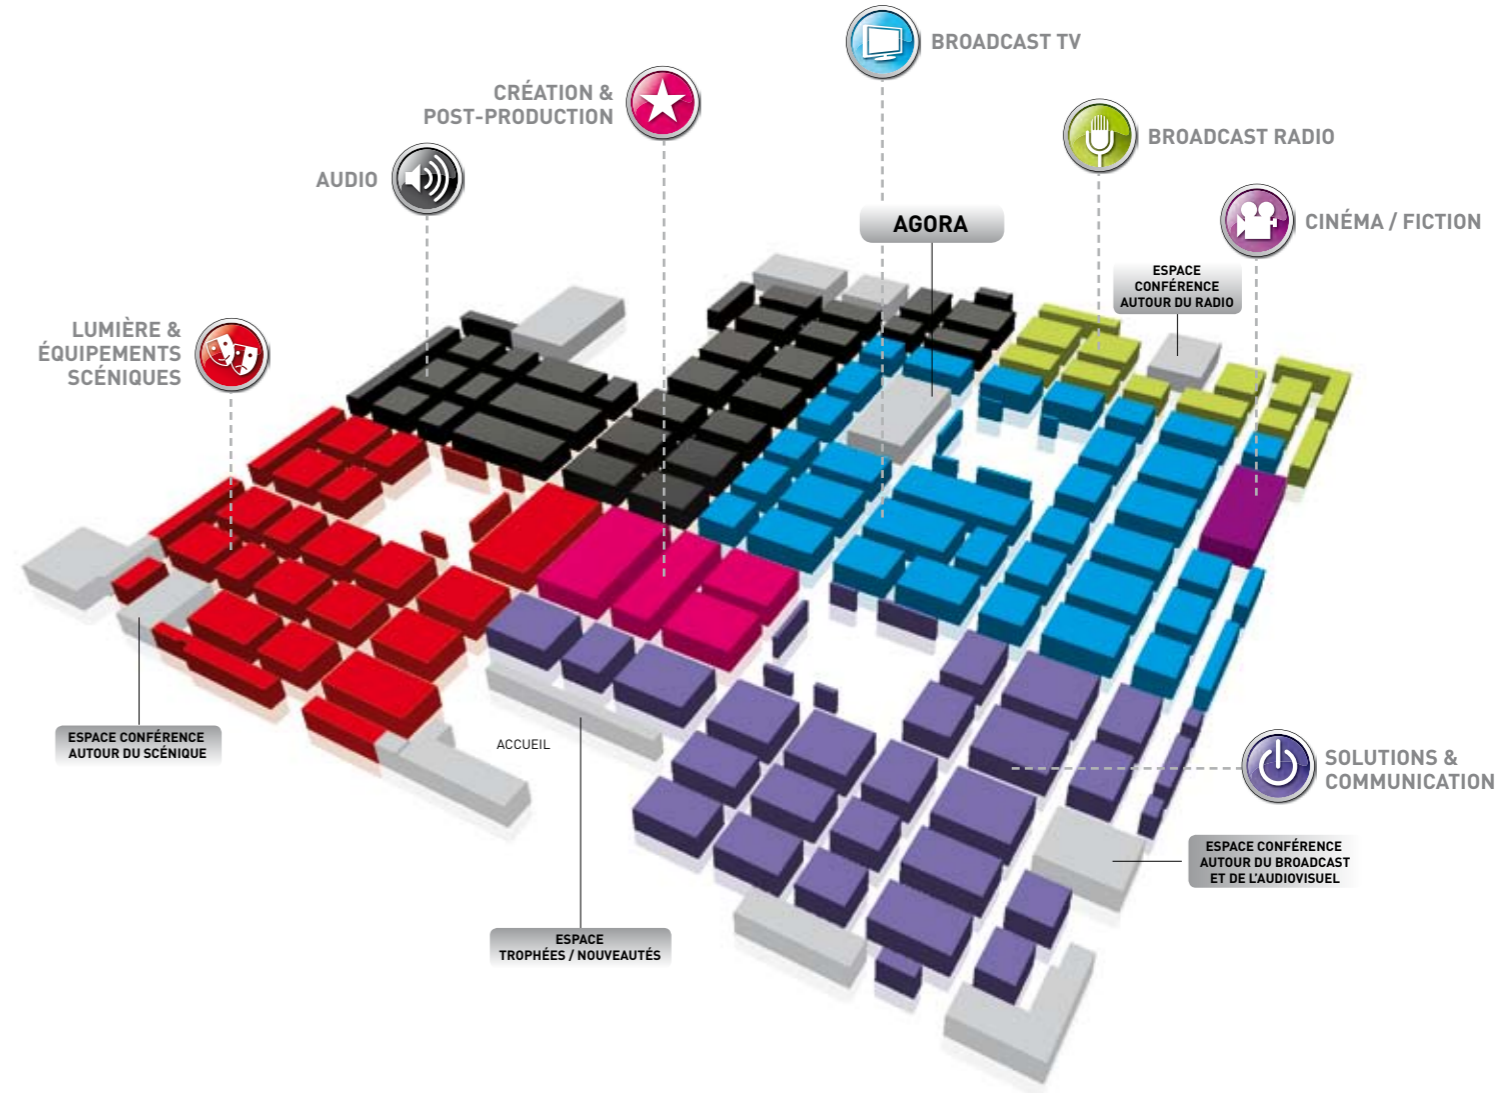 BROADCAST TV
CRÉATION &
POST-PRODUCTION
BROADCAST RADIO
AUDIO
AGORA
CINÉMA / FICTION
ESPACE
CONFÉRENCE
AUTOUR DU RADIO
LUMIÈRE &
ÉQUIPEMENTS
SCÉNIQUES
ESPACE CONFÉRENCE
AUTOUR DU SCÉNIQUE
ACCUEIL
SOLUTIONS &
COMMUNICATION
ESPACE CONFÉRENCE
AUTOUR DU BROADCAST
ET DE L'AUDIOVISUEL
ESPACE
TROPHÉES / NOUVEAUTÉS